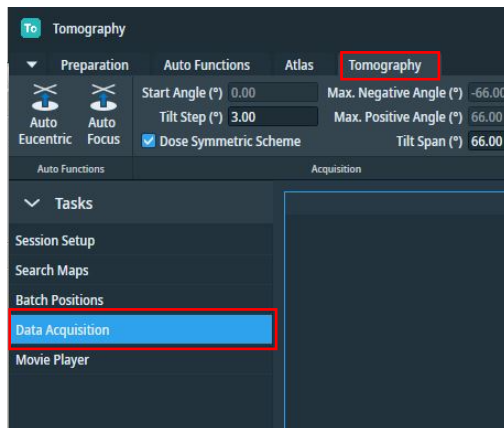 To Tomography
Preparation Auto Functions Atlas Tomography
Auto Eucentric
Auto Focus
Start Angle (°) 0.00 Max. Negative Angle (°) -66.00
Tilt Step (°) 3.00 Max. Positive Angle (°) 66.00
Dose Symmetric Scheme Tilt Span (°) 66.00
Auto Functions Acquisition
Tasks
Session Setup
Search Maps
Batch Positions
Data Acquisition
Movie Player